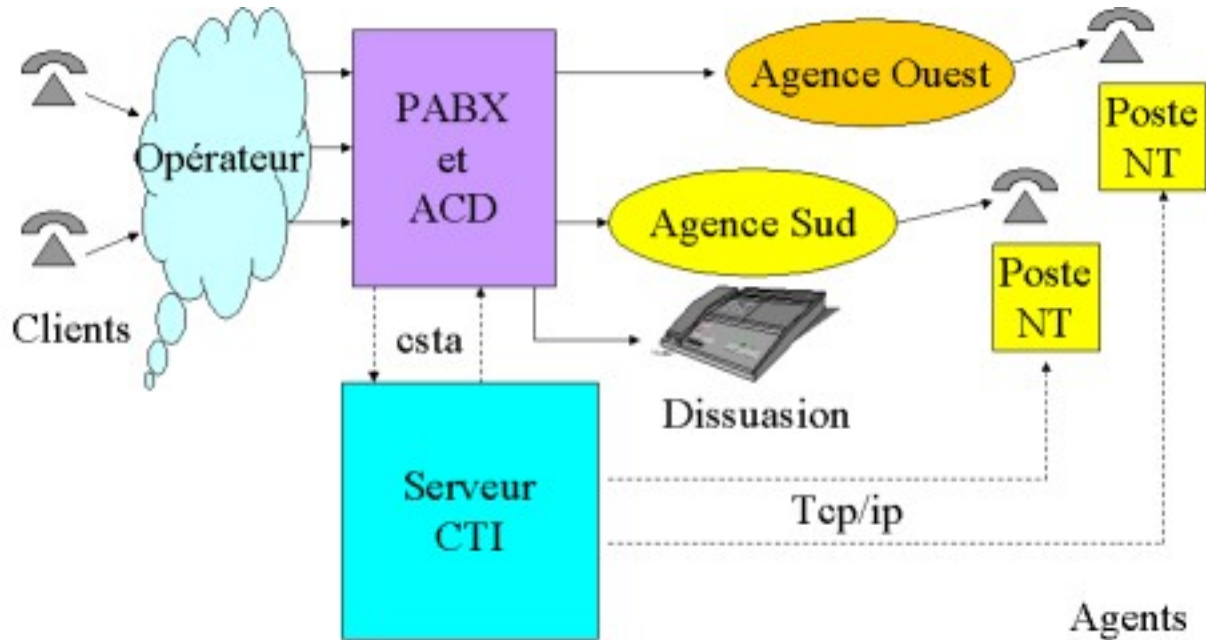 Clients
Opérateur
PABX
et
ACD
Agence Ouest
Poste
NT
Agence Sud
Poste
NT
csta
Dissuasion
Serveur
CTI
Tcp/ip
Agents